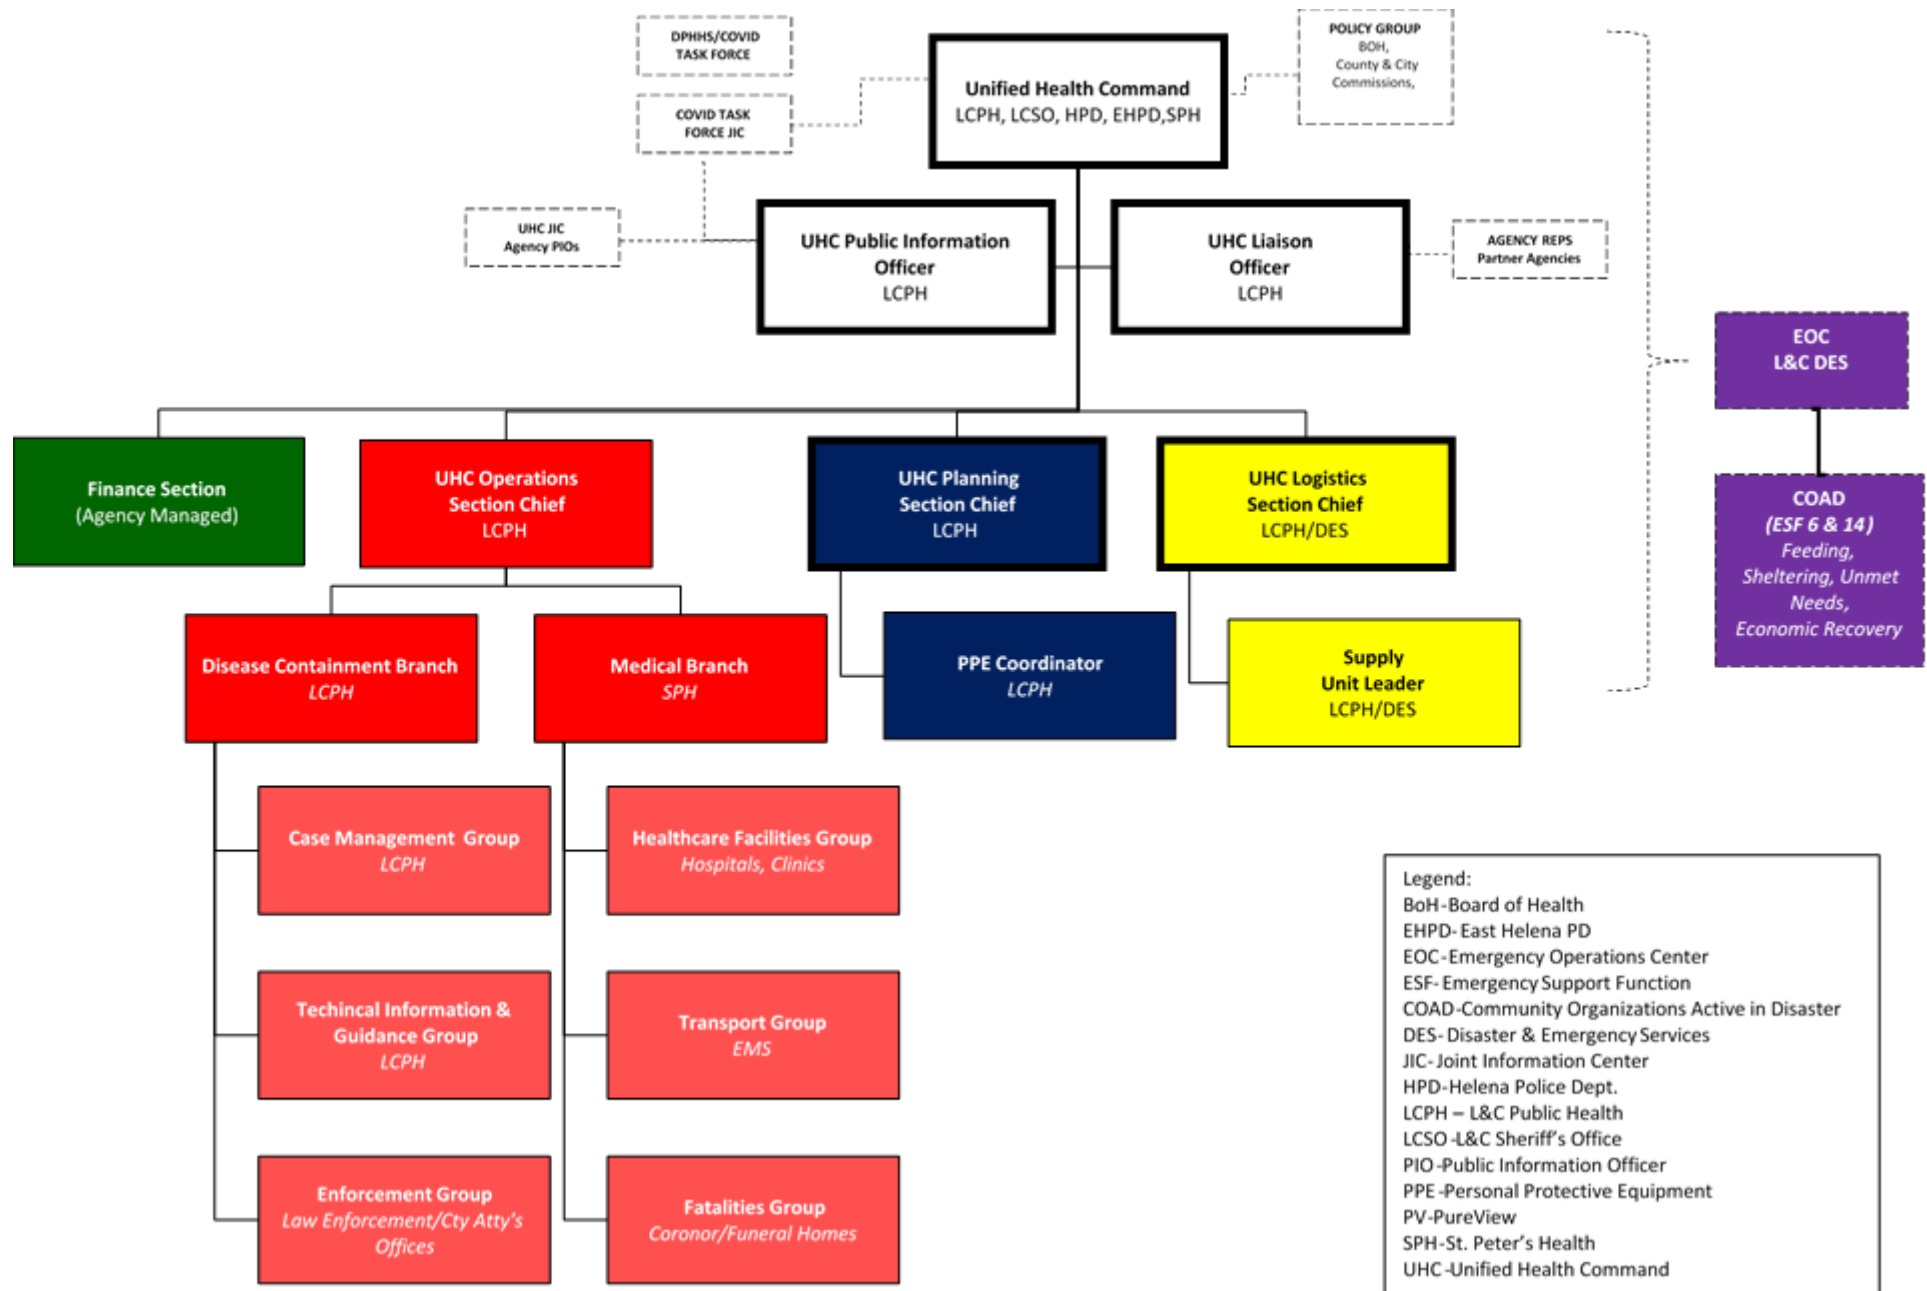 DPHHS/COVID
TASK FORCE
COVID TASK
FORCE JIC
Unified Health Command
LCPH, LCSO, HPD, EHPD,SPH
POLICY GROUP
BOH,
County & City
Commissions,
UHC JIC
Agency PIOs
UHC Public Information
Officer
LCPH
UHC Liaison
Officer
LCPH
AGENCY REPS
Partner Agencies
EOC
L&C DES
COAD
(ESF 6 & 14)
Feeding,
Sheltering, Unmet
Needs,
Economic Recovery
Finance Section
(Agency Managed)
UHC Operations
Section Chief
LCPH
UHC Planning
Section Chief
LCPH
UHC Logistics
Section Chief
LCPH/DES
Disease Containment Branch
LCPH
Medical Branch
SPH
PPE Coordinator
LCPH
Supply
Unit Leader
LCPH/DES
Case Management  Group
LCPH
Healthcare Facilities Group
Hospitals, Clinics
Techincal Information &
Guidance Group
LCPH
Transport Group
EMS
Enforcement Group
Law Enforcement/Cty Atty's
Offices
Fatalities Group
Coronor/Funeral Homes
Legend:
BoH-Board of Health
EHPD- East Helena PD
EOC-Emergency Operations Center
ESF- Emergency Support Function
COAD-Community Organizations Active in Disaster
DES- Disaster & Emergency Services
JIC- Joint Information Center
HPD-Helena Police Dept.
LCPH – L&C Public Health
LCSO -L&C Sheriff's Office
PIO -Public Information Officer
PPE -Personal Protective Equipment
PV-PureView
SPH-St. Peter's Health
UHC -Unified Health Command